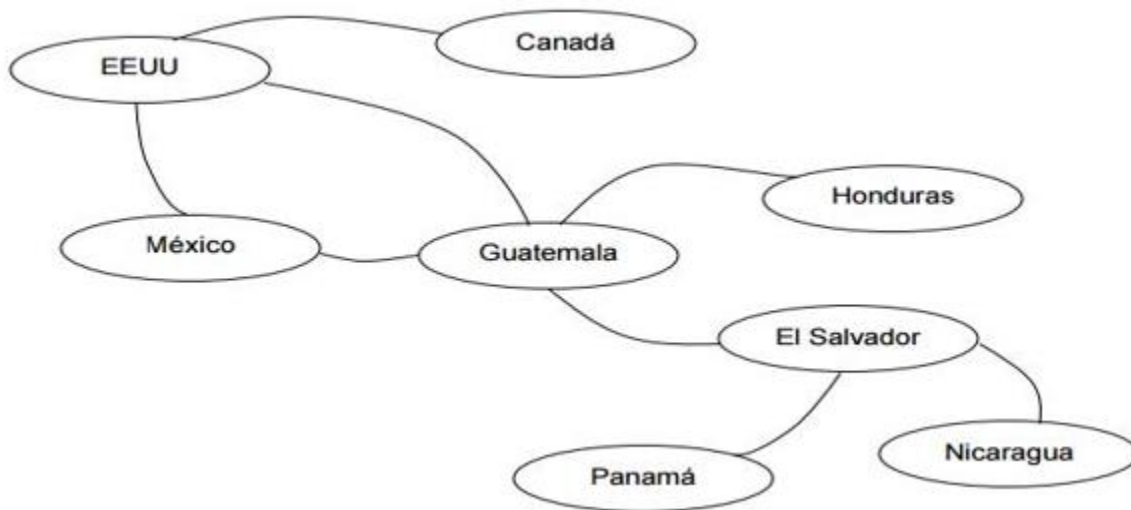 Canadá
EEUU
Honduras
México
Guatemala
El Salvador
Nicaragua
Panamá